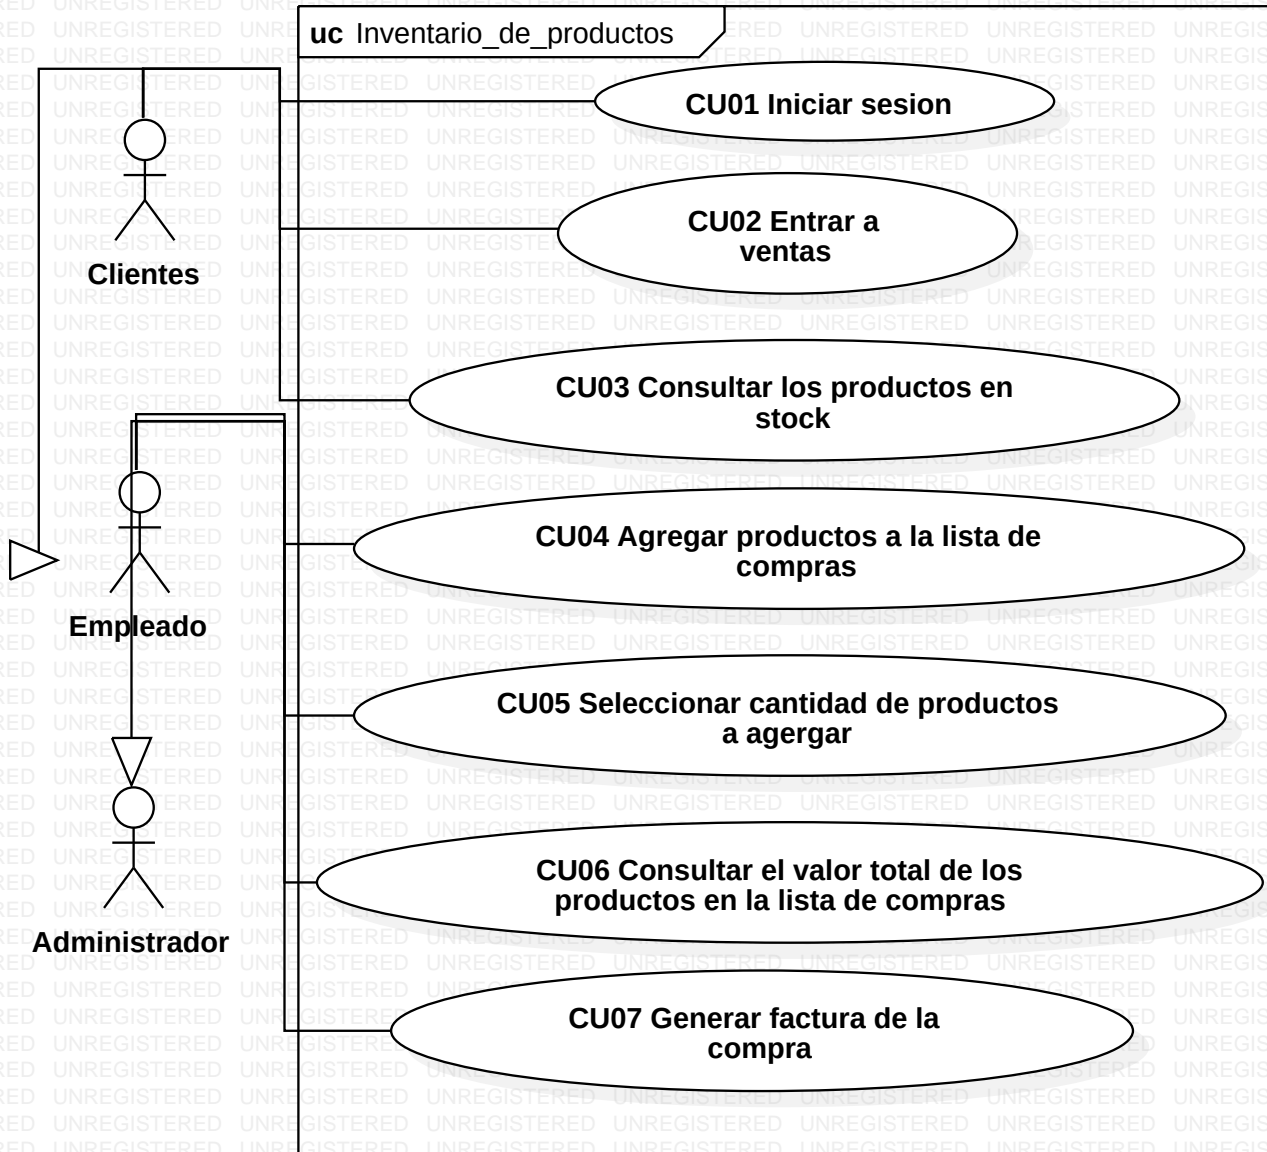 uc Inventario_de_productos
CU01 Iniciar sesion
Clientes
CU02 Entrar a
ventas
CU03 Consultar los productos en
stock
Empleado
CU04 Agregar productos a la lista de
compras
CU05 Seleccionar cantidad de productos
a agergar
Administrador
CU06 Consultar el valor total de los
productos en la lista de compras
CU07 Generar factura de la
compra
UNREGISTERED